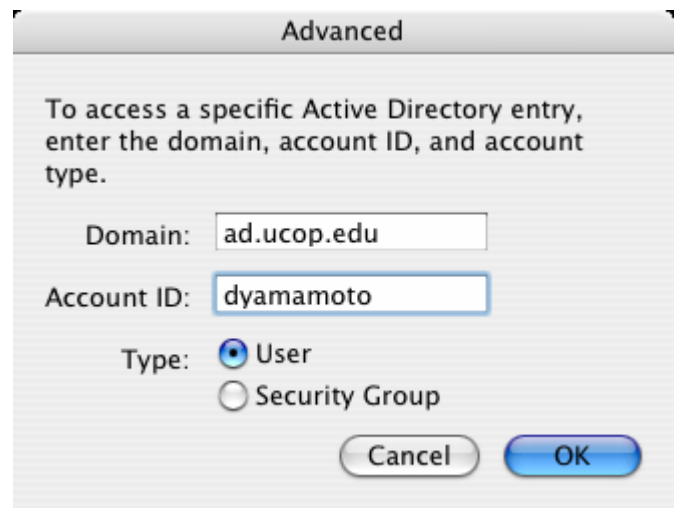 Advanced
To access a specific Active Directory entry,
enter the domain, account ID, and account
type.
Domain: ad.ucop.edu
Account ID: dyamamoto
Type: User
Security Group
Cancel OK